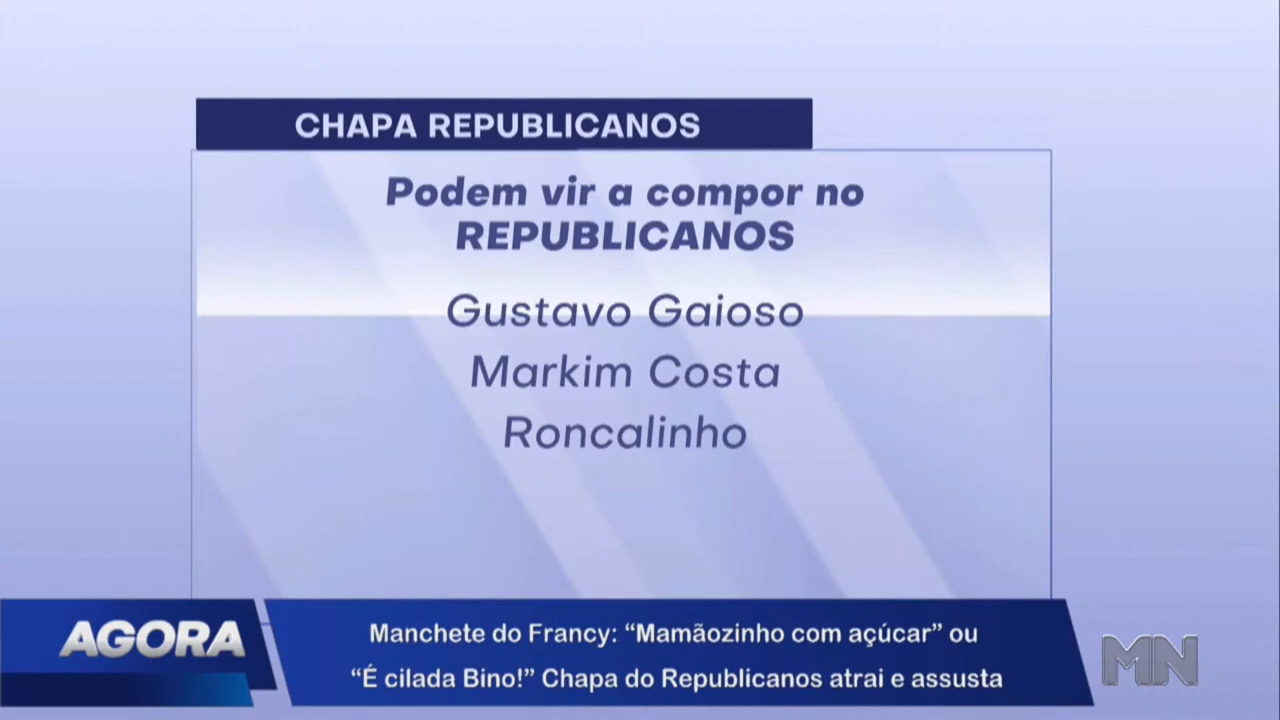 CHAPA REPUBLICANOS
Podem vir a compor no
REPUBLICANOS
Gustavo Gaioso
Markim Costa
Roncalinho
AGORA
Manchete do Francy: “Mamãozinho com açúcar” ou
“É cilada Bino!” Chapa do Republicanos atrai e assusta
MN